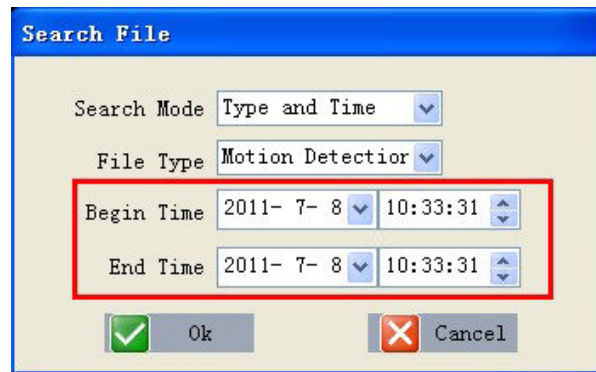 Search File
Search Mode Type and Time
File Type Motion Detectior
Begin Time 2011- 7- 8 10:33:31
End Time 2011- 7- 8 10:33:31
Ok Cancel